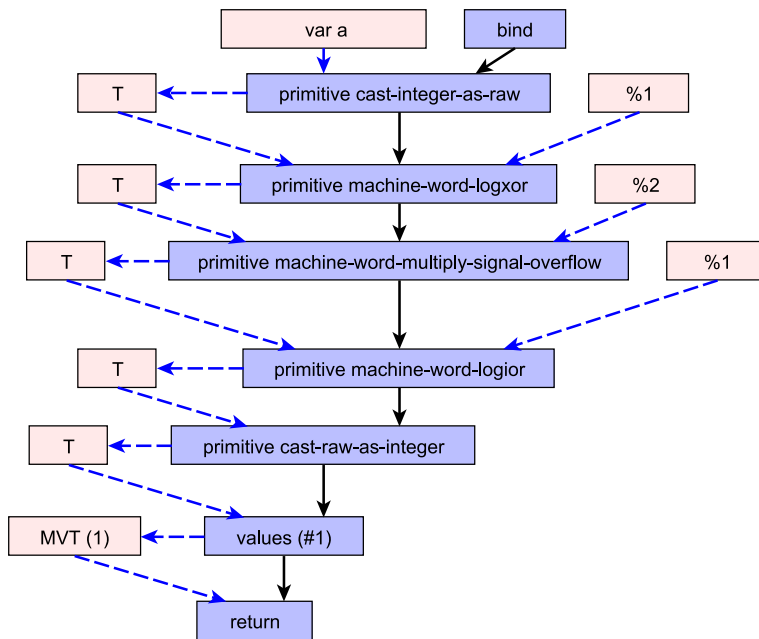 var a
bind
T
primitive cast-integer-as-raw
%1
T
primitive machine-word-logxor
%2
T
primitive machine-word-multiply-signal-overflow
%1
T
primitive machine-word-logior
T
primitive cast-raw-as-integer
MVT (1)
values (#1)
return